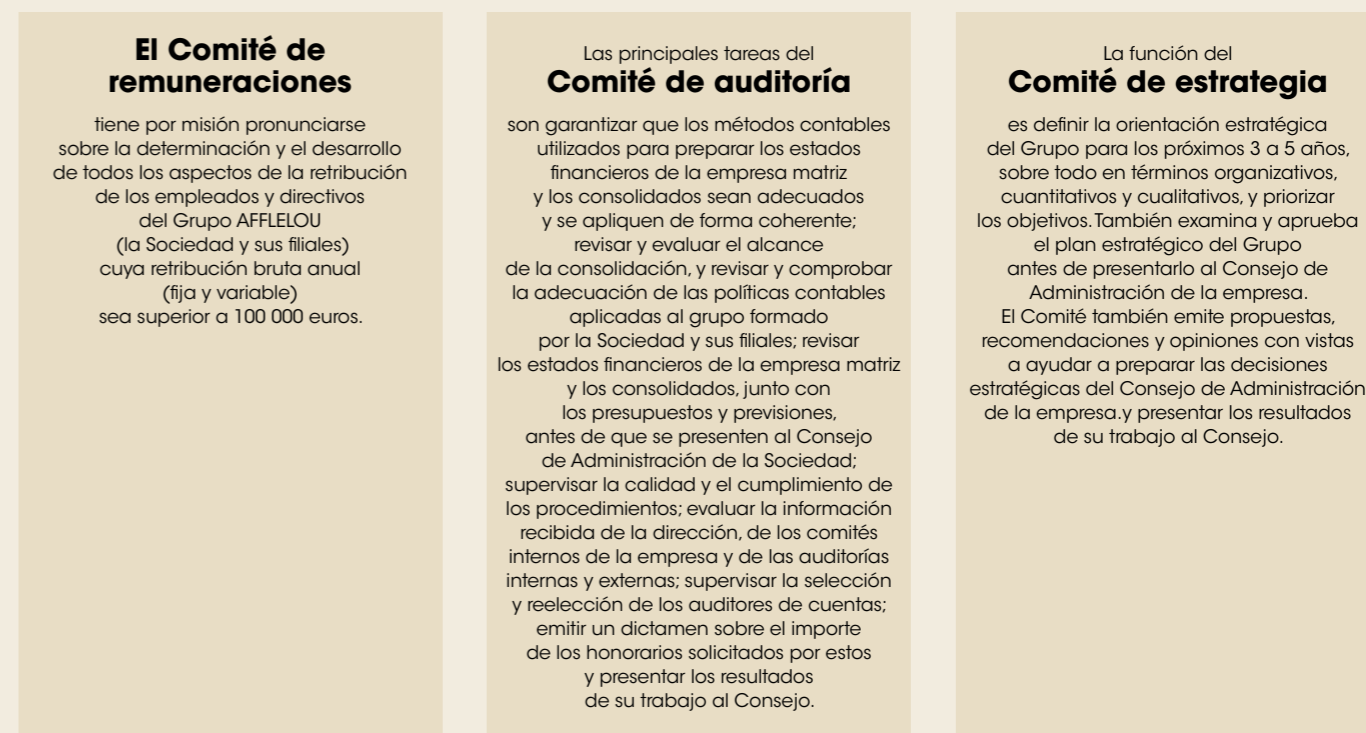 El Comité de
remuneraciones
tiene por misión pronunciarse
sobre la determinación y el desarrollo
de todos los aspectos de la retribución
de los empleados y directivos
del Grupo AFFLELOU
(la Sociedad y sus filiales)
cuya retribución bruta anual
(fija y variable)
sea superior a 100 000 euros.
Las principales tareas del
Comité de auditoría
son garantizar que los métodos contables
utilizados para preparar los estados
financieros de la empresa matriz
y los consolidados sean adecuados
y se apliquen de forma coherente;
revisar y evaluar el alcance
de la consolidación, y revisar y comprobar
la adecuación de las políticas contables
aplicadas al grupo formado
por la Sociedad y sus filiales; revisar
los estados financieros de la empresa matriz
y los consolidados, junto con
los presupuestos y previsiones,
antes de que se presenten al Consejo
de Administración de la Sociedad;
supervisar la calidad y el cumplimiento de
los procedimientos; evaluar la información
recibida de la dirección, de los comités
internos de la empresa y de las auditorías
internas y externas; supervisar la selección
y reelección de los auditores de cuentas;
emitir un dictamen sobre el importe
de los honorarios solicitados por estos
y presentar los resultados
de su trabajo al Consejo.
La función del
Comité de estrategia
es definir la orientación estratégica
del Grupo para los próximos 3 a 5 años,
sobre todo en términos organizativos,
cuantitativos y cualitativos, y priorizar
los objetivos. También examina y aprueba
el plan estratégico del Grupo
antes de presentarlo al Consejo de
Administración de la empresa.
El Comité también emite propuestas,
recomendaciones y opiniones con vistas
a ayudar a preparar las decisiones
estratégicas del Consejo de Administración
de la empresa.y presentar los resultados
de su trabajo al Consejo.